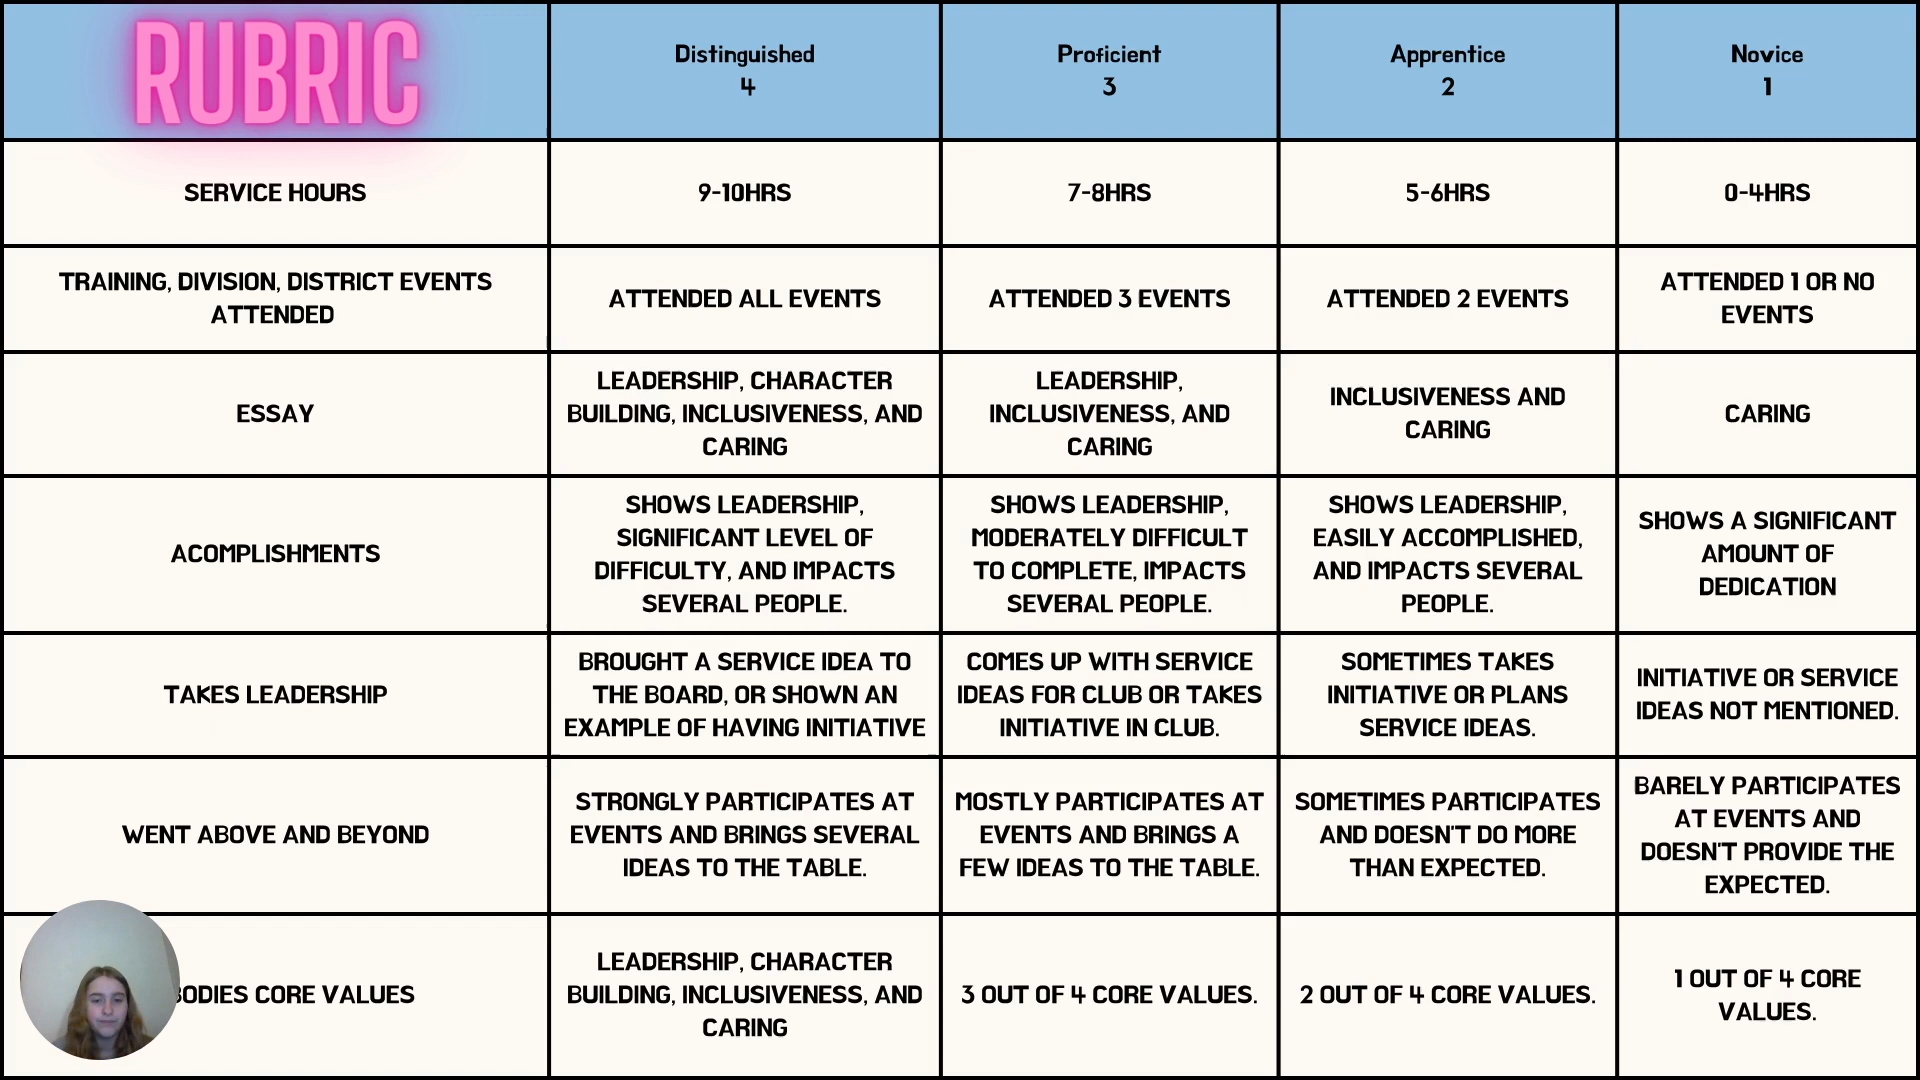 RUBRIC
Distinguished
4
Proficient
3
Apprentice
2
Novice
1
SERVICE HOURS
9-10HRS
7-8HRS
5-6HRS
0-4HRS
TRAINING, DIVISION, DISTRICT EVENTS
ATTENDED
ATTENDED ALL EVENTS
ATTENDED 3 EVENTS
ATTENDED 2 EVENTS
ATTENDED 1 OR NO
EVENTS
ESSAY
LEADERSHIP, CHARACTER
BUILDING, INCLUSIVENESS, AND
CARING
LEADERSHIP,
INCLUSIVENESS, AND
CARING
INCLUSIVENESS AND
CARING
CARING
ACOMPLISHMENTS
SHOWS LEADERSHIP,
SIGNIFICANT LEVEL OF
DIFFICULTY, AND IMPACTS
SEVERAL PEOPLE.
SHOWS LEADERSHIP,
MODERATELY DIFFICULT
TO COMPLETE, IMPACTS
SEVERAL PEOPLE.
SHOWS LEADERSHIP,
EASILY ACCOMPLISHED,
AND IMPACTS SEVERAL
PEOPLE.
SHOWS A SIGNIFICANT
AMOUNT OF
DEDICATION
TAKES LEADERSHIP
BROUGHT A SERVICE IDEA TO
THE BOARD, OR SHOWN AN
EXAMPLE OF HAVING INITIATIVE
COMES UP WITH SERVICE
IDEAS FOR CLUB OR TAKES
INITIATIVE IN CLUB.
SOMETIMES TAKES
INITIATIVE OR PLANS
SERVICE IDEAS.
INITIATIVE OR SERVICE
IDEAS NOT MENTIONED.
WENT ABOVE AND BEYOND
STRONGLY PARTICIPATES AT
EVENTS AND BRINGS SEVERAL
IDEAS TO THE TABLE.
MOSTLY PARTICIPATES AT
EVENTS AND BRINGS A
FEW IDEAS TO THE TABLE.
SOMETIMES PARTICIPATES
AND DOESN'T DO MORE
THAN EXPECTED.
BARELY PARTICIPATES
AT EVENTS AND
DOESN'T PROVIDE THE
EXPECTED.
CORE VALUES
LEADERSHIP, CHARACTER
BUILDING, INCLUSIVENESS, AND
CARING
3 OUT OF 4 CORE VALUES.
2 OUT OF 4 CORE VALUES.
1 OUT OF 4 CORE
VALUES.